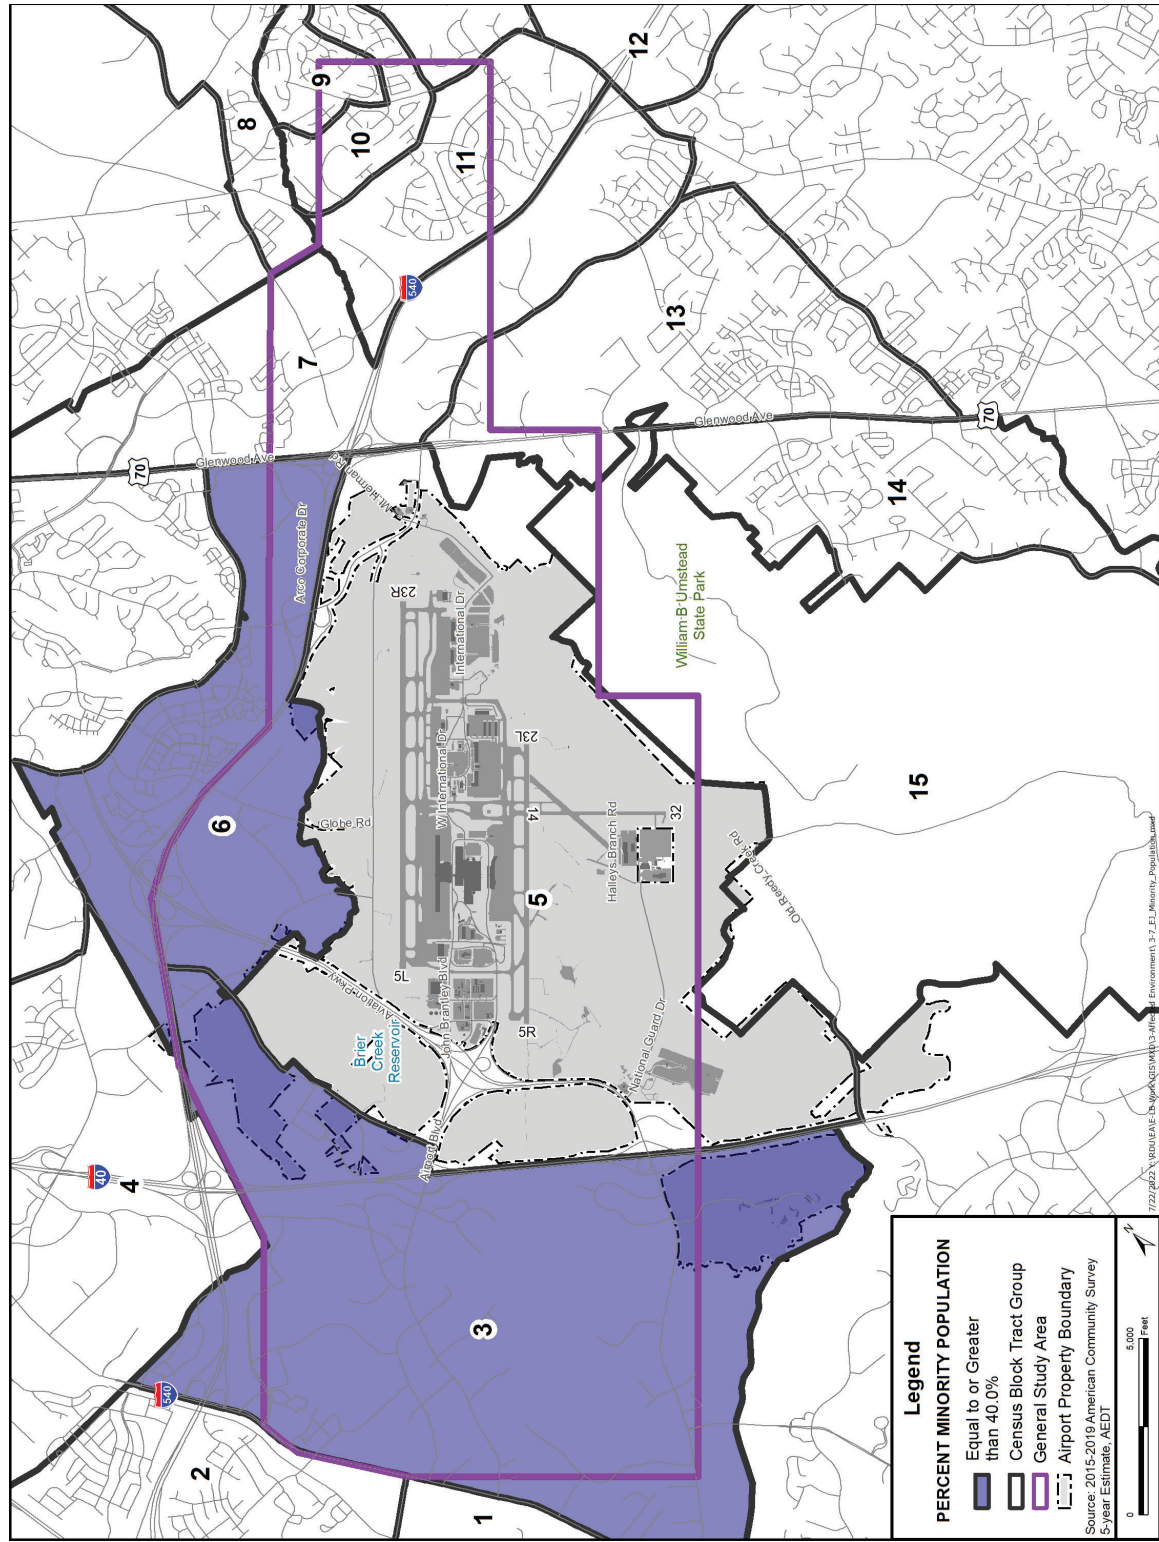 12
9
8
10
11
540
7
13
70
Glenwood Ave
Glenwood Ave
70
Mt Herman Rd
14
Arco Corporate Dr
23R
International Dr
William B Umstead
State Park
23L
W International Dr
6
Globe Rd
14
32
Halleys Branch Rd
15
5
Old Reedy Creek Rd
5L
Aviation Pkwy
John Brantley Blvd
5R
Brier
Creek
Reservoir
National Guard Dr
Airport Blvd
40
4
3
540
2
1
Legend
PERCENT MINORITY POPULATION
Equal to or Greater
than 40.0%
Census Block Tract Group
General Study Area
Airport Property Boundary
Source: 2015-2019 American Community Survey
5-year Estimate, AEDT
0
5,000
Feet
N